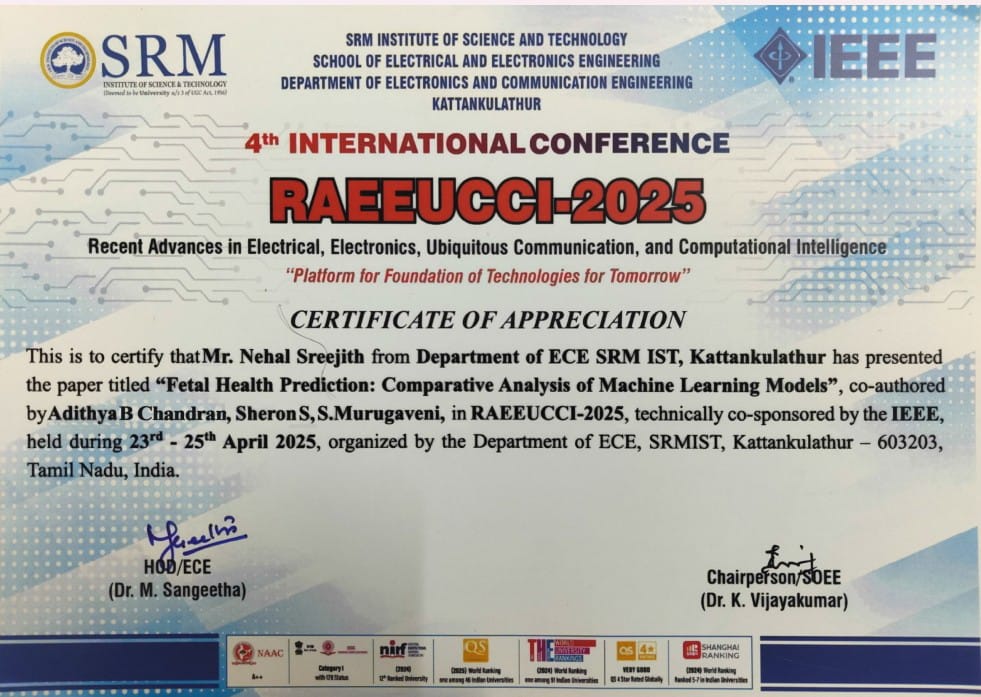 SRM
INSTITUTE OF SCIENCE & TECHNOLOGY
(Deemed to be University u/s 3 of UGC Act, 1956)
SRM INSTITUTE OF SCIENCE AND TECHNOLOGY
SCHOOL OF ELECTRICAL AND ELECTRONICS ENGINEERING
DEPARTMENT OF ELECTRONICS AND COMMUNICATION ENGINEERING
KATTANKULATHUR
IEEE
4th INTERNATIONAL CONFERENCE
RAEEUCCI-2025
Recent Advances in Electrical, Electronics, Ubiquitous Communication, and Computational Intelligence
"Platform for Foundation of Technologies for Tomorrow"
CERTIFICATE OF APPRECIATION
This is to certify that Mr. Nehal Sreejith from Department of ECE SRM IST, Kattankulathur has presented
the paper titled "Fetal Health Prediction: Comparative Analysis of Machine Learning Models", co-authored
by Adithya B Chandran, Sheron S, S.Murugaveni, in RAEEUCCI-2025, technically co-sponsored by the IEEE,
held during 23rd - 25th April 2025, organized by the Department of ECE, SRMIST, Kattankulathur – 603203,
Tamil Nadu, India.
HOD/ECE
(Dr. M. Sangeetha)
Chairperson/SOEE
(Dr. K. Vijayakumar)
NAAC
A++
Category I
with 12B Status
nirf
(2024)
12th Ranked University
QS
(2025) World Ranking
one among 46 Indian Universities
THE WORLD UNIVERSITY RANKINGS
(2024) World Ranking
one among 91 Indian Universities
QS 4★
VERY GOOD
QS 4 Star Rated Globally
SHANGHAI
RANKING
(2024) World Ranking
Ranked 5-7 in Indian Universities